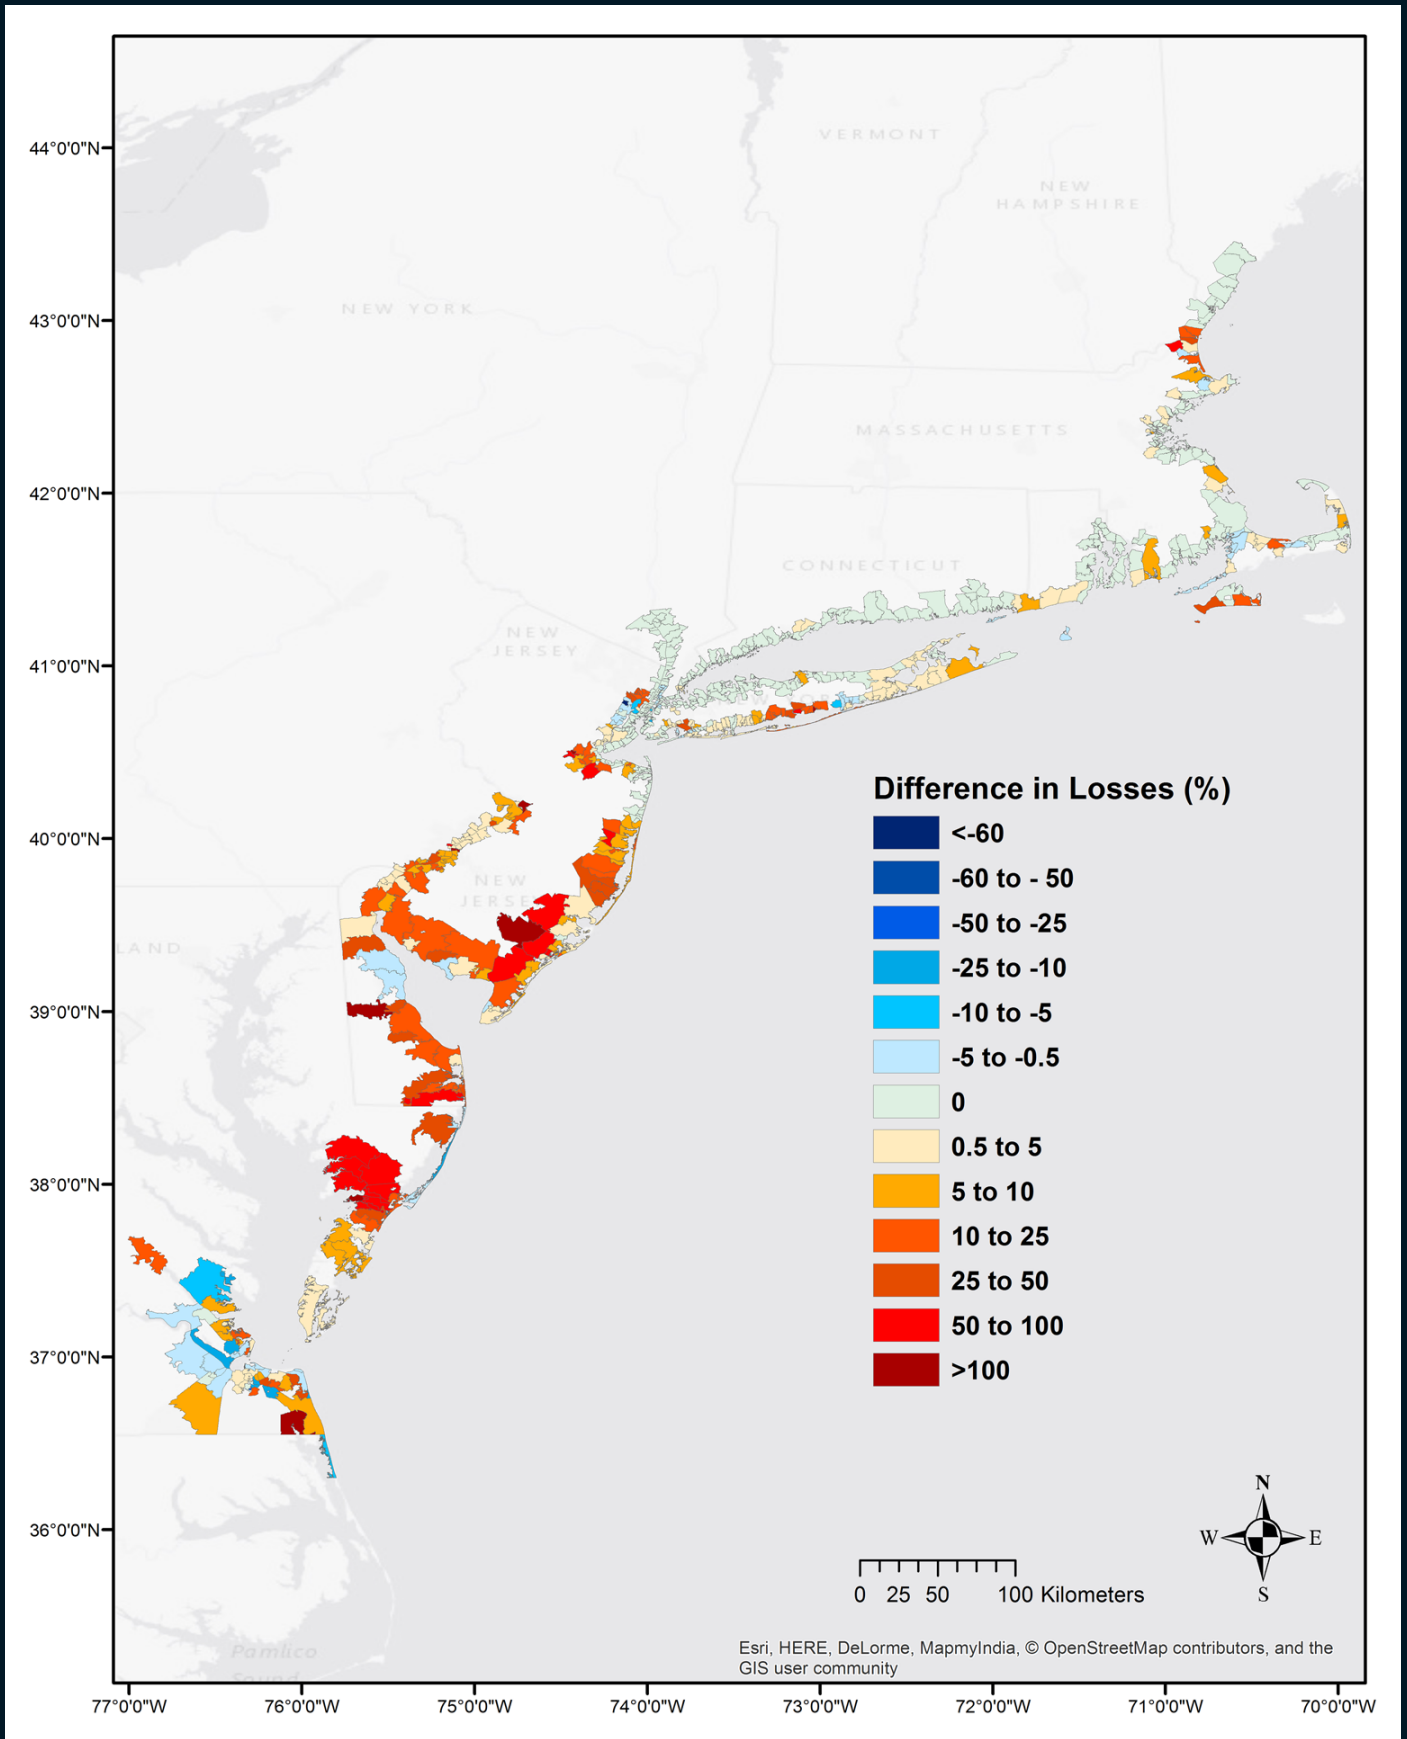 VERMONT
NEW
HAMPSHIRE
NEW YORK
MASSACHUSETTS
CONNECTICUT
NEW
JERSEY
NEW YOR
NEW
JERSE
LAND
44°0'0"N
43°0'0"N
42°0'0"N
41°0'0"N
40°0'0"N
39°0'0"N
38°0'0"N
37°0'0"N
36°0'0"N
Difference in Losses (%)
<-60
-60 to - 50
-50 to -25
-25 to -10
-10 to -5
-5 to -0.5
0
0.5 to 5
5 to 10
10 to 25
25 to 50
50 to 100
>100
N
W E
S
0 25 50 100 Kilometers
Esri, HERE, DeLorme, MapmyIndia, © OpenStreetMap contributors, and the
GIS user community
Pamlico
Sound
77°0'0"W 76°0'0"W 75°0'0"W 74°0'0"W 73°0'0"W 72°0'0"W 71°0'0"W 70°0'0"W